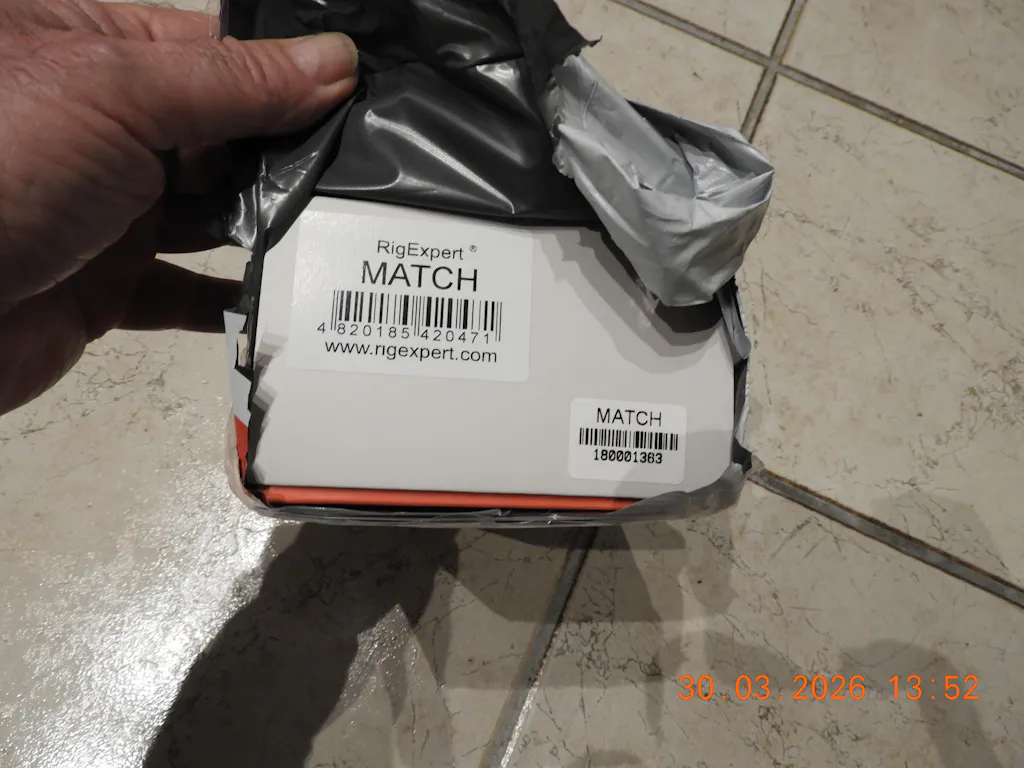 RigExpert ®
MATCH
4 820185 420471
www.rigexpert.com
MATCH
180001363
30.03.2026 13:52